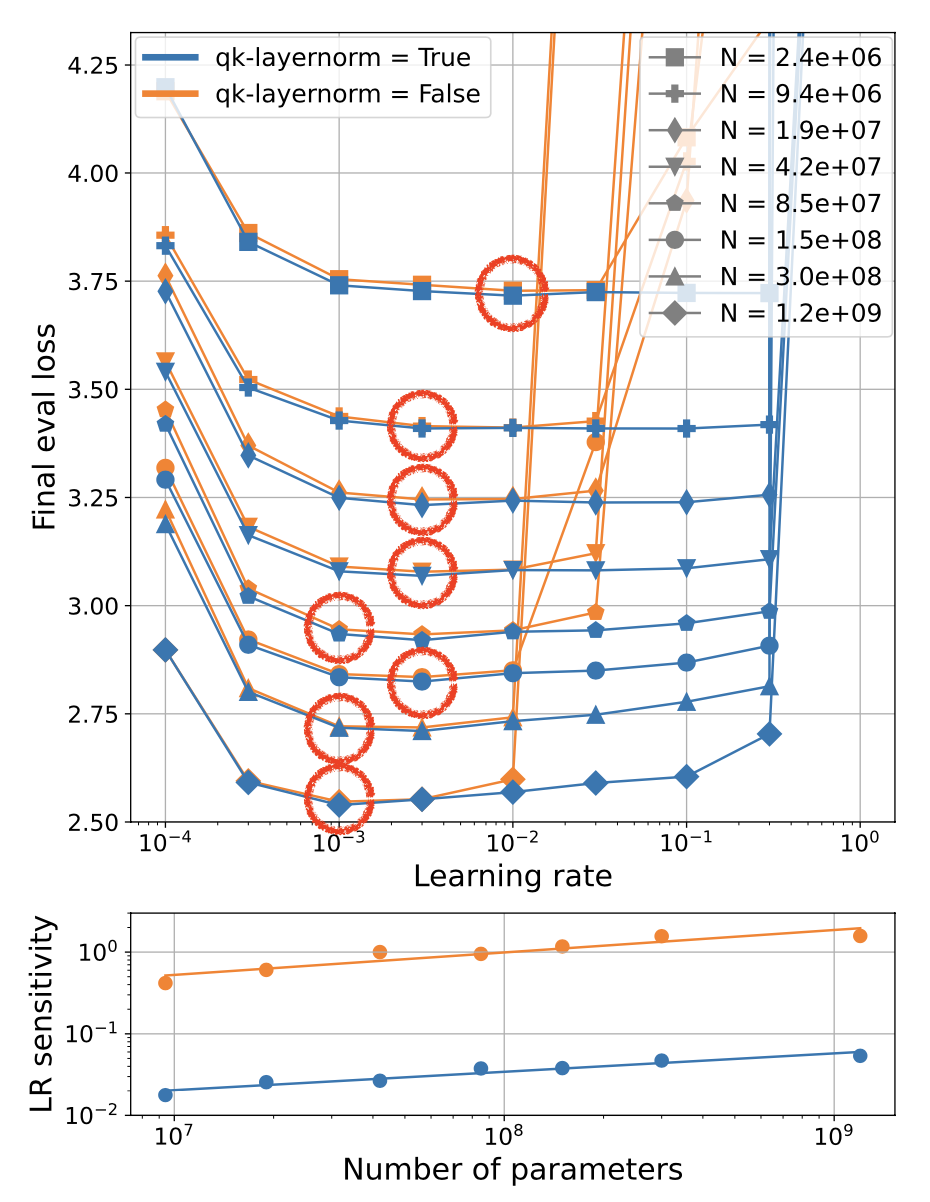 qk-layernorm = True
qk-layernorm = False
N = 2.4e+06
N = 9.4e+06
N = 1.9e+07
N = 4.2e+07
N = 8.5e+07
N = 1.5e+08
N = 3.0e+08
N = 1.2e+09
Final eval loss
4.25
4.00
3.75
3.50
3.25
3.00
2.75
2.50
10⁻⁴
10⁻³
10⁻²
10⁻¹
10⁰
Learning rate
LR sensitivity
10⁰
10⁻¹
10⁻²
10⁷
10⁸
10⁹
Number of parameters